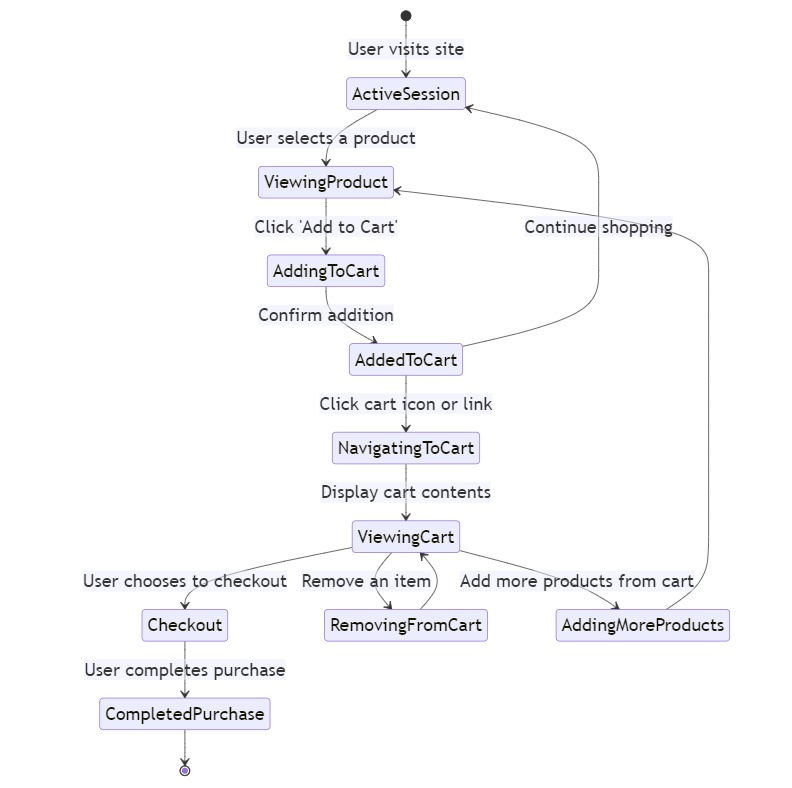 User visits site
ActiveSession
User selects a product
ViewingProduct
Click 'Add to Cart'
Continue shopping
AddingToCart
Confirm addition
AddedToCart
Click cart icon or link
NavigatingToCart
Display cart contents
ViewingCart
User chooses to checkout
Remove an item
Add more products from cart
Checkout
RemovingFromCart
AddingMoreProducts
User completes purchase
CompletedPurchase